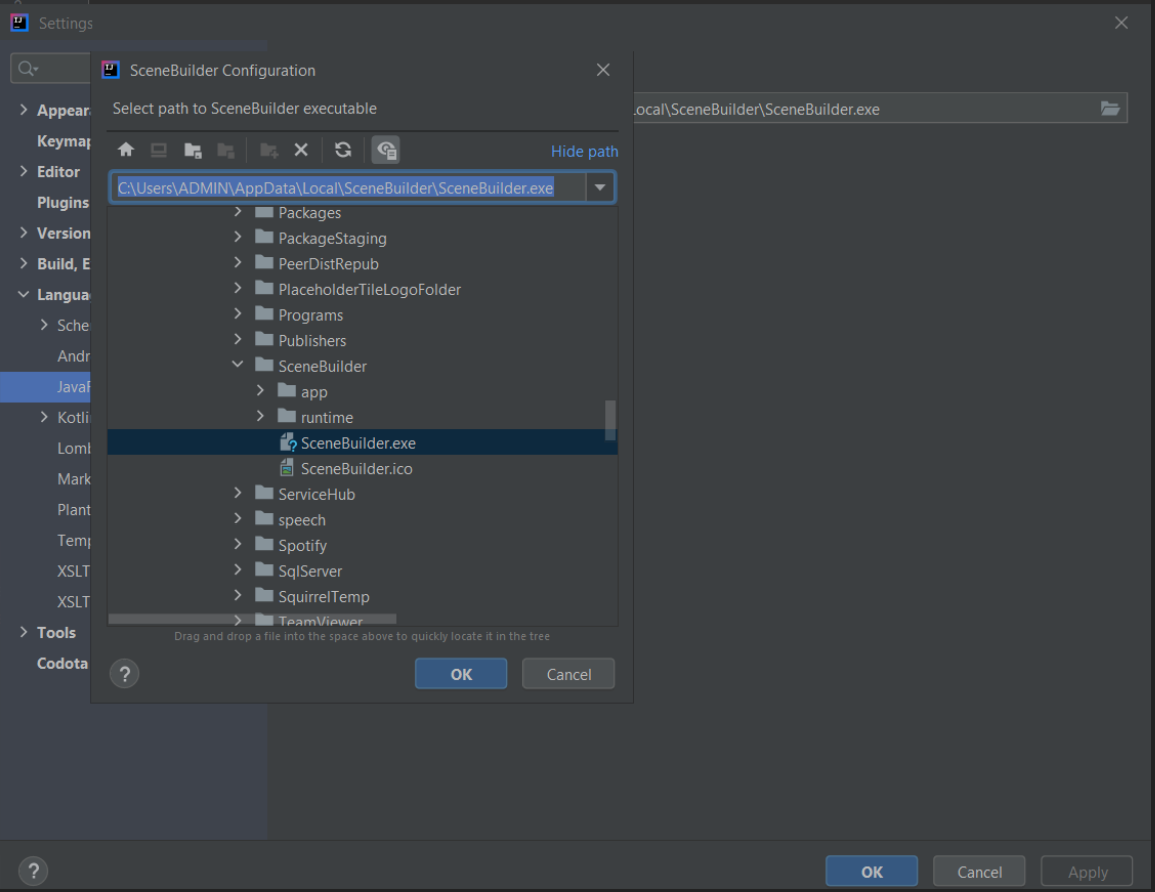 Settings
SceneBuilder Configuration
Select path to SceneBuilder executable
Local\SceneBuilder\SceneBuilder.exe
Hide path
C:\Users\ADMIN\AppData\Local\SceneBuilder\SceneBuilder.exe
Appear
Keymap
Editor
Plugins
Version
Build, E
Langua
Sche
Andr
JavaF
Kotli
Lomb
Mark
Plant
Temp
XSLT
XSLT
Tools
Codota
Packages
PackageStaging
PeerDistRepub
PlaceholderTileLogoFolder
Programs
Publishers
SceneBuilder
app
runtime
SceneBuilder.exe
SceneBuilder.ico
ServiceHub
speech
Spotify
SqlServer
SquirrelTemp
TeamViewer
Drag and drop a file into the space above to quickly locate it in the tree
? OK Cancel
? OK Cancel Apply